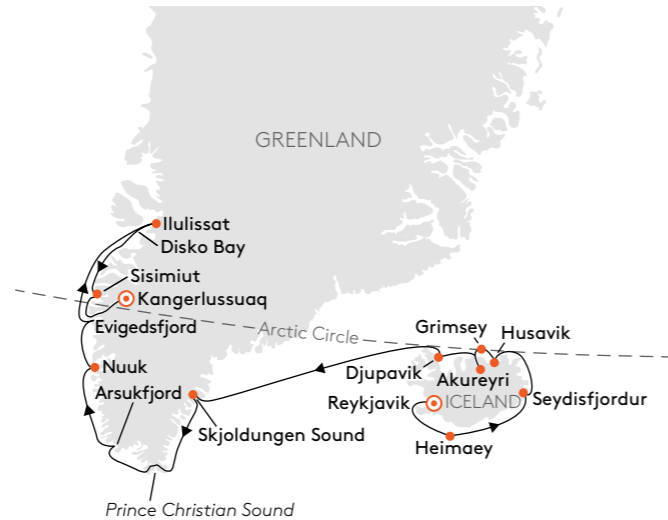 GREENLAND
Ilulissat
Disko Bay
Sisimiut
Kangerlussuaq
Evigedsfjord
Arctic Circle
Grimsey
Husavik
Nuuk
Djupavik
Akureyri
Arsukfjord
Reykjavik
ICELAND
Seydisfjordur
Skjoldungen Sound
Heimaey
Prince Christian Sound